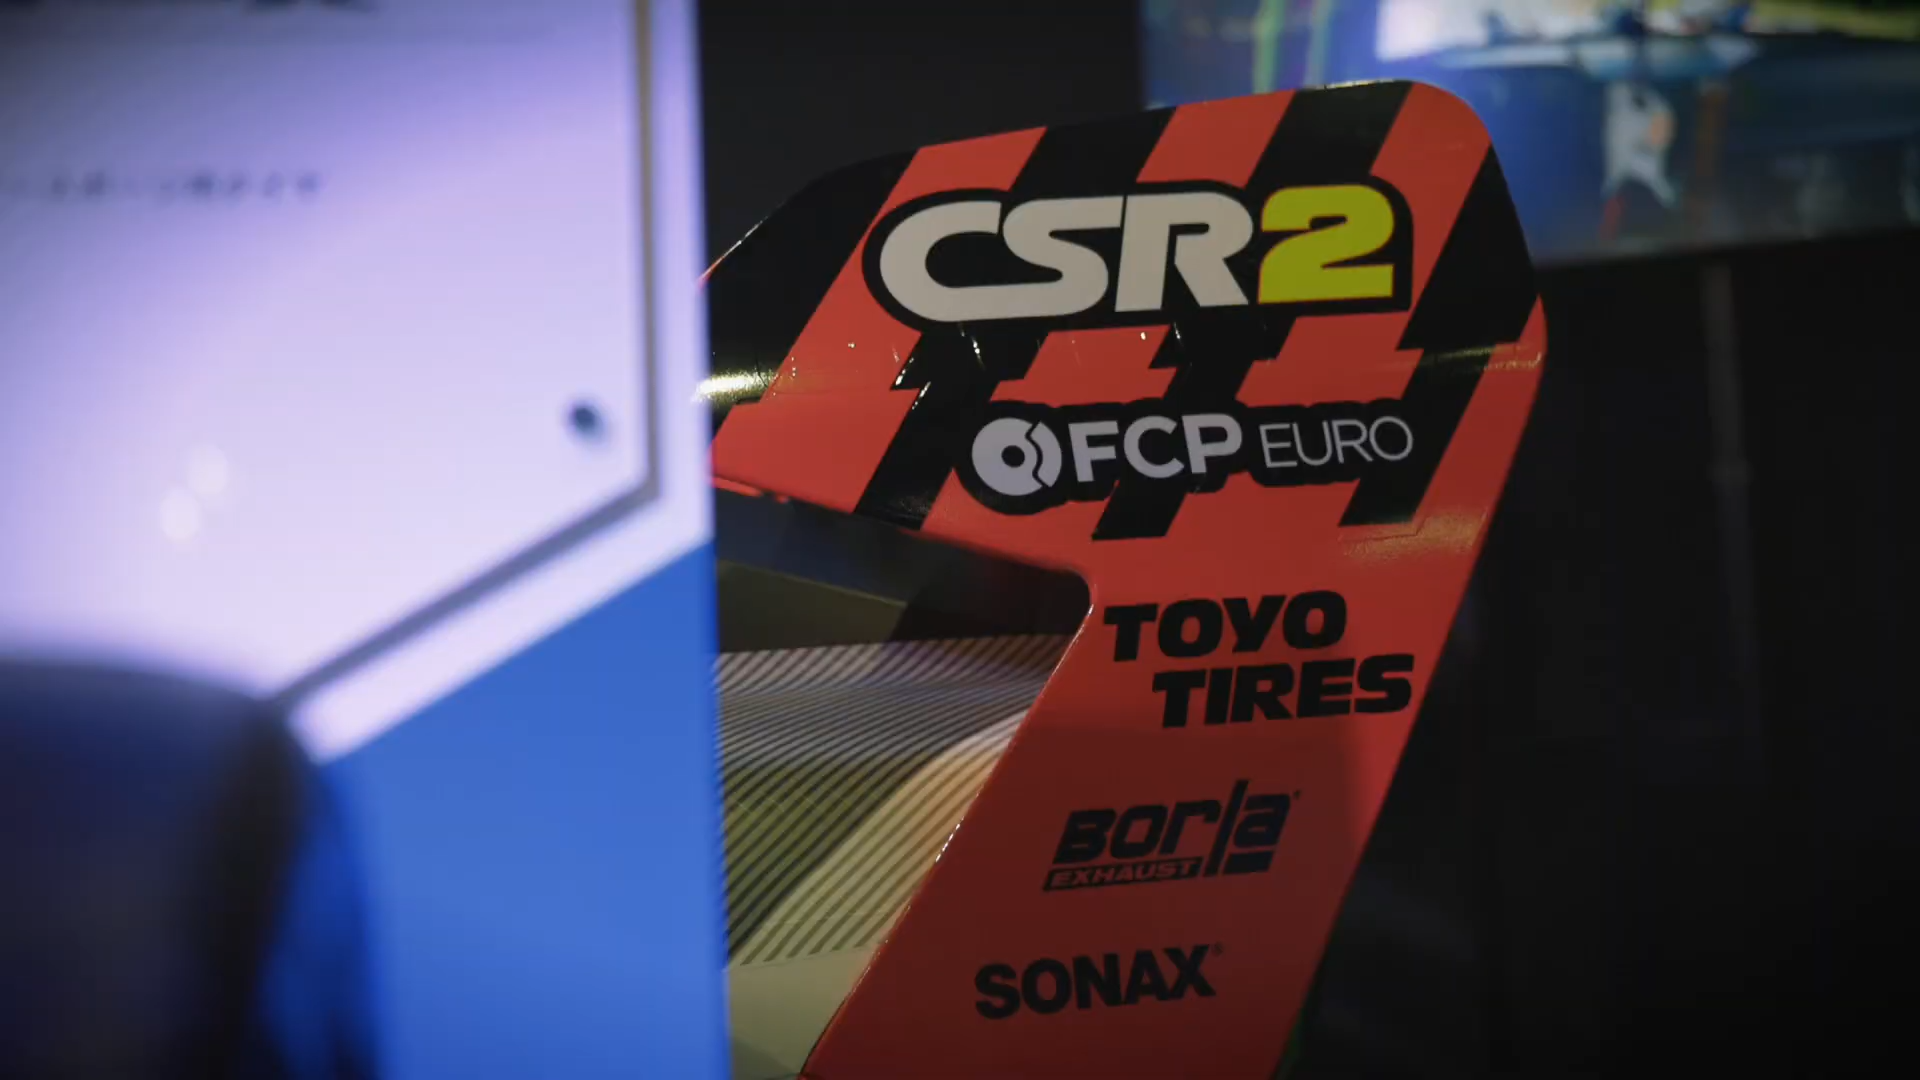 CSR2
FCP EURO
TOYO
TIRES
Borla
EXHAUST
SONAX®